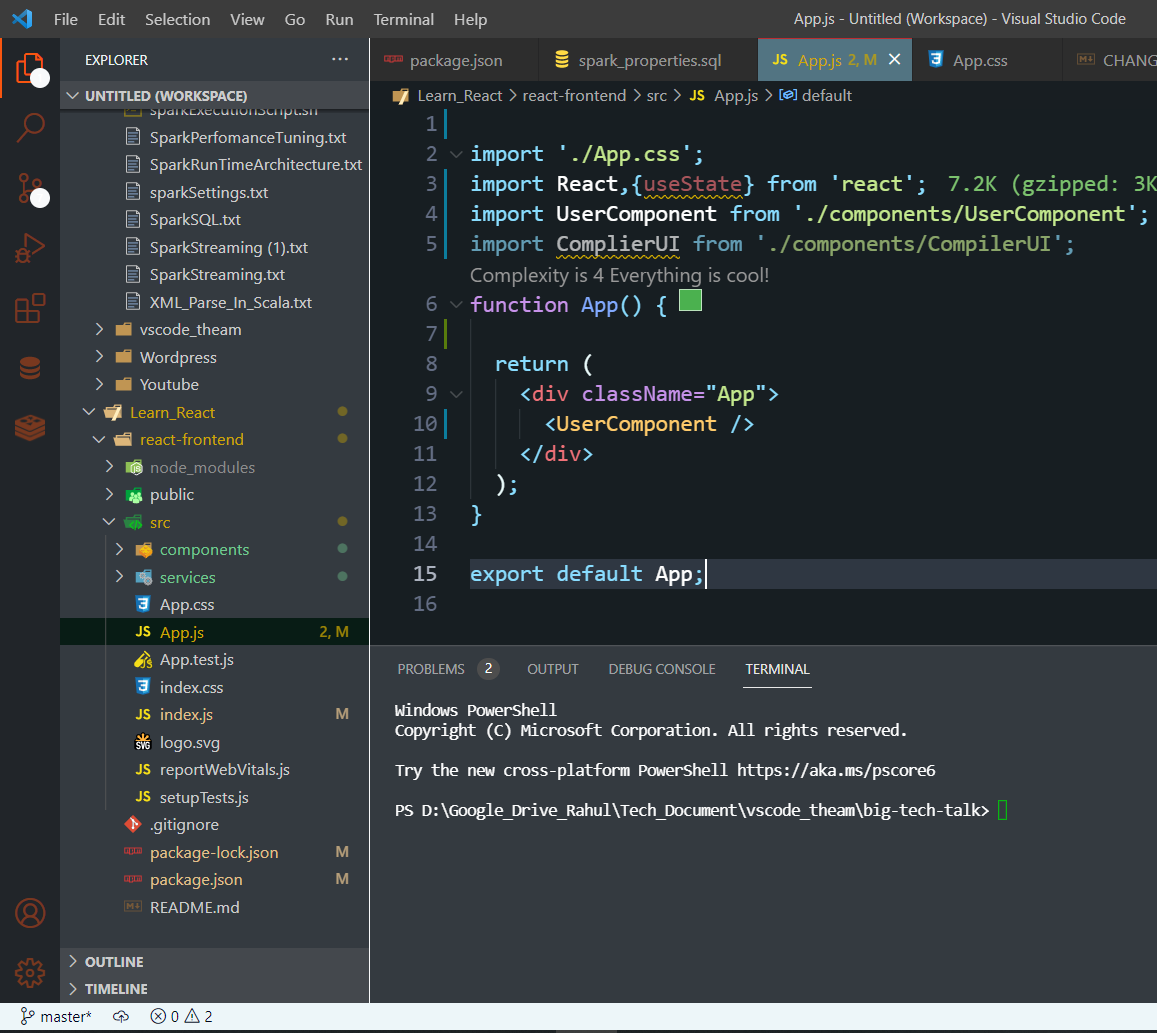 File Edit Selection View Go Run Terminal Help App.js - Untitled (Workspace) - Visual Studio Code
EXPLORER ···
UNTITLED (WORKSPACE)
sparkExecutionScript.sh
SparkPerfomanceTuning.txt
SparkRunTimeArchitecture.txt
sparkSettings.txt
SparkSQL.txt
SparkStreaming (1).txt
SparkStreaming.txt
XML_Parse_In_Scala.txt
vscode_theam
Wordpress
Youtube
Learn_React
react-frontend
node_modules
public
src
components
services
App.css
JS App.js 2, M
App.test.js
index.css
JS index.js M
SVG logo.svg
JS reportWebVitals.js
JS setupTests.js
.gitignore
package-lock.json M
package.json M
README.md
OUTLINE
TIMELINE
package.json spark_properties.sql JS App.js 2, M App.css CHANG
Learn_React > react-frontend > src > JS App.js > default
1
2 import './App.css';
3 import React,{useState} from 'react'; 7.2K (gzipped: 3K
4 import UserComponent from './components/UserComponent';
5 import ComplierUI from './components/CompilerUI';
Complexity is 4 Everything is cool!
6 function App() {
7
8 return (
9 <div className="App">
10 <UserComponent />
11 </div>
12 );
13 }
14
15 export default App;
16
PROBLEMS 2 OUTPUT DEBUG CONSOLE TERMINAL
Windows PowerShell
Copyright (C) Microsoft Corporation. All rights reserved.
Try the new cross-platform PowerShell https://aka.ms/pscore6
PS D:\Google_Drive_Rahul\Tech_Document\vscode_theam\big-tech-talk>
master* 0 2